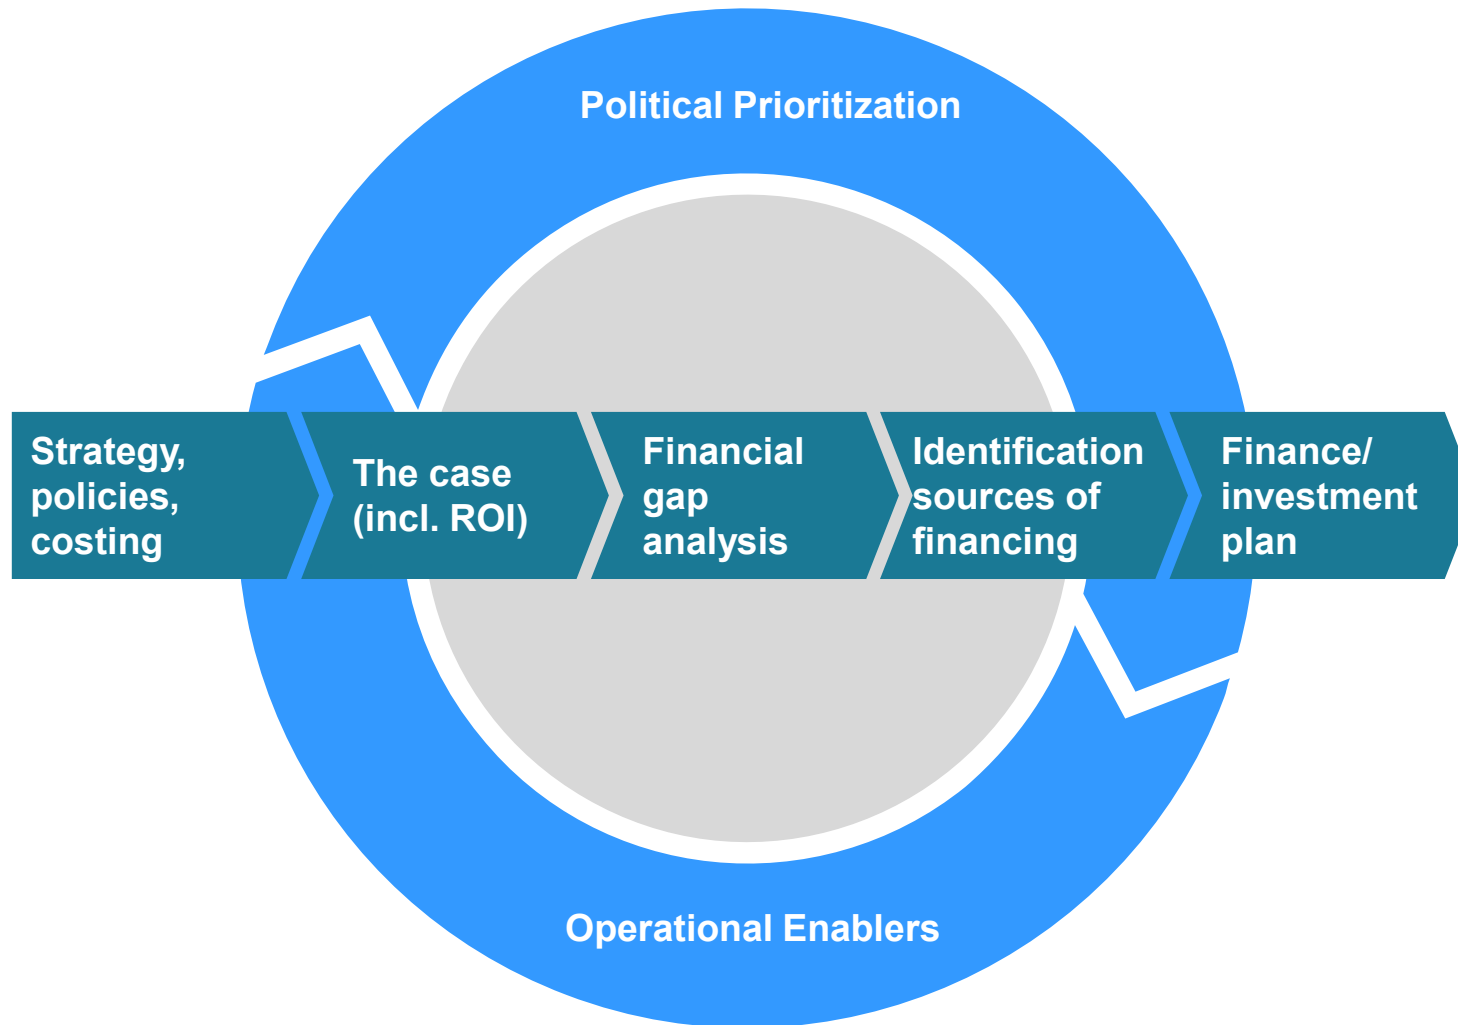 Political Prioritization
Strategy,
policies,
costing
The case
(incl. ROI)
Financial
gap
analysis
Identification
sources of
financing
Finance/
investment
plan
Operational Enablers